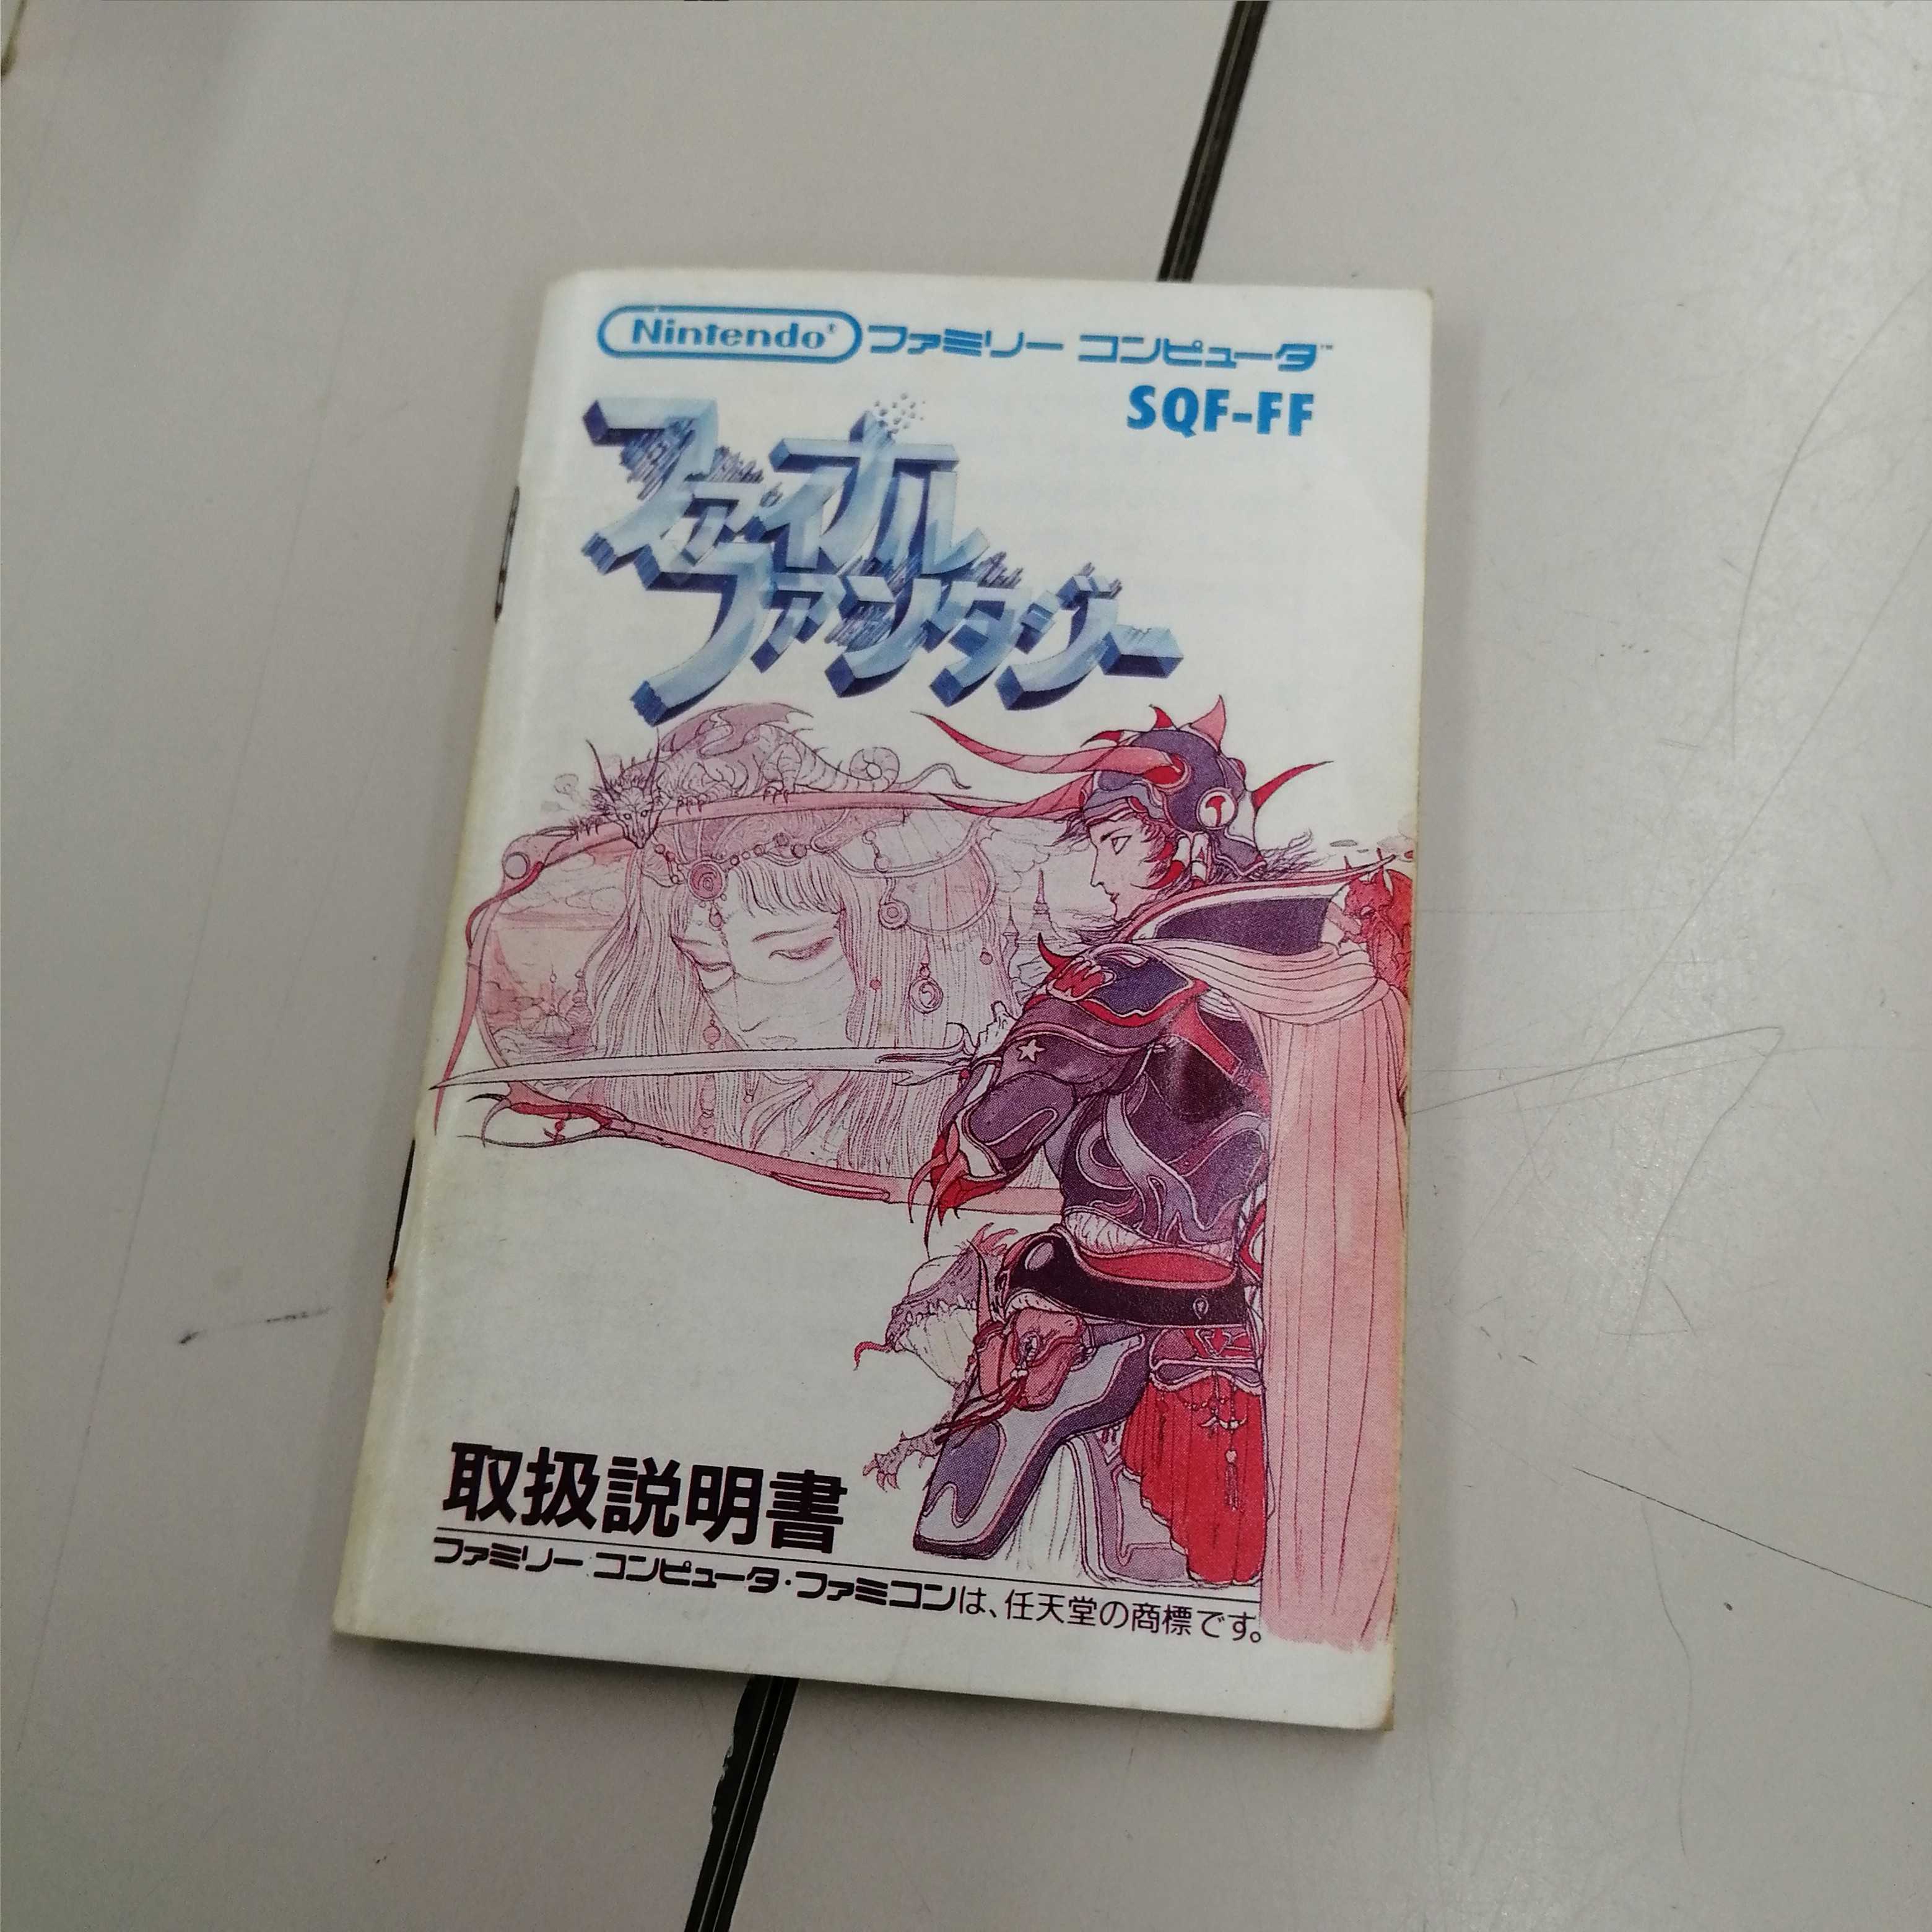 Nintendo® ファミリー コンピュータ™
SQF-FF
ファイナル
ファンタジー
取扱説明書
ファミリー コンピュータ・ファミコンは、任天堂の商標です。